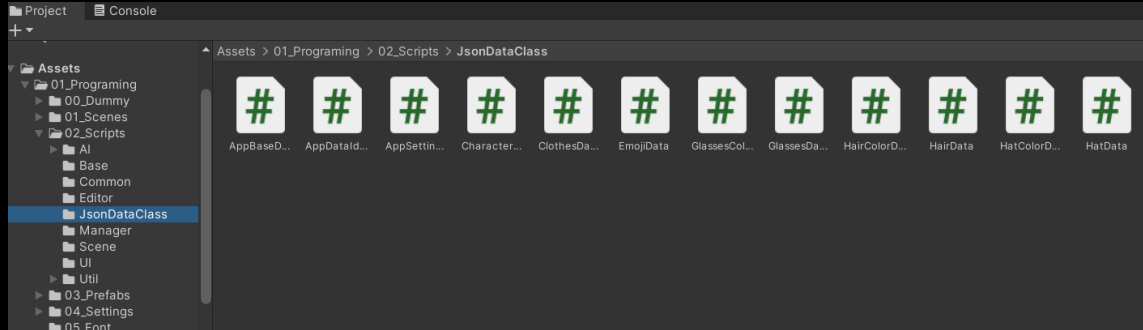 Project
Console
Assets > 01_Programing > 02_Scripts > JsonDataClass
Assets
01_Programing
00_Dummy
01_Scenes
02_Scripts
AI
Base
Common
Editor
JsonDataClass
Manager
Scene
UI
Util
03_Prefabs
04_Settings
05_Font
AppBaseD... AppDataId... AppSettin... Character... ClothesDa... EmojiData GlassesCol... GlassesDa... HairColorD... HairData HatColorD... HatData